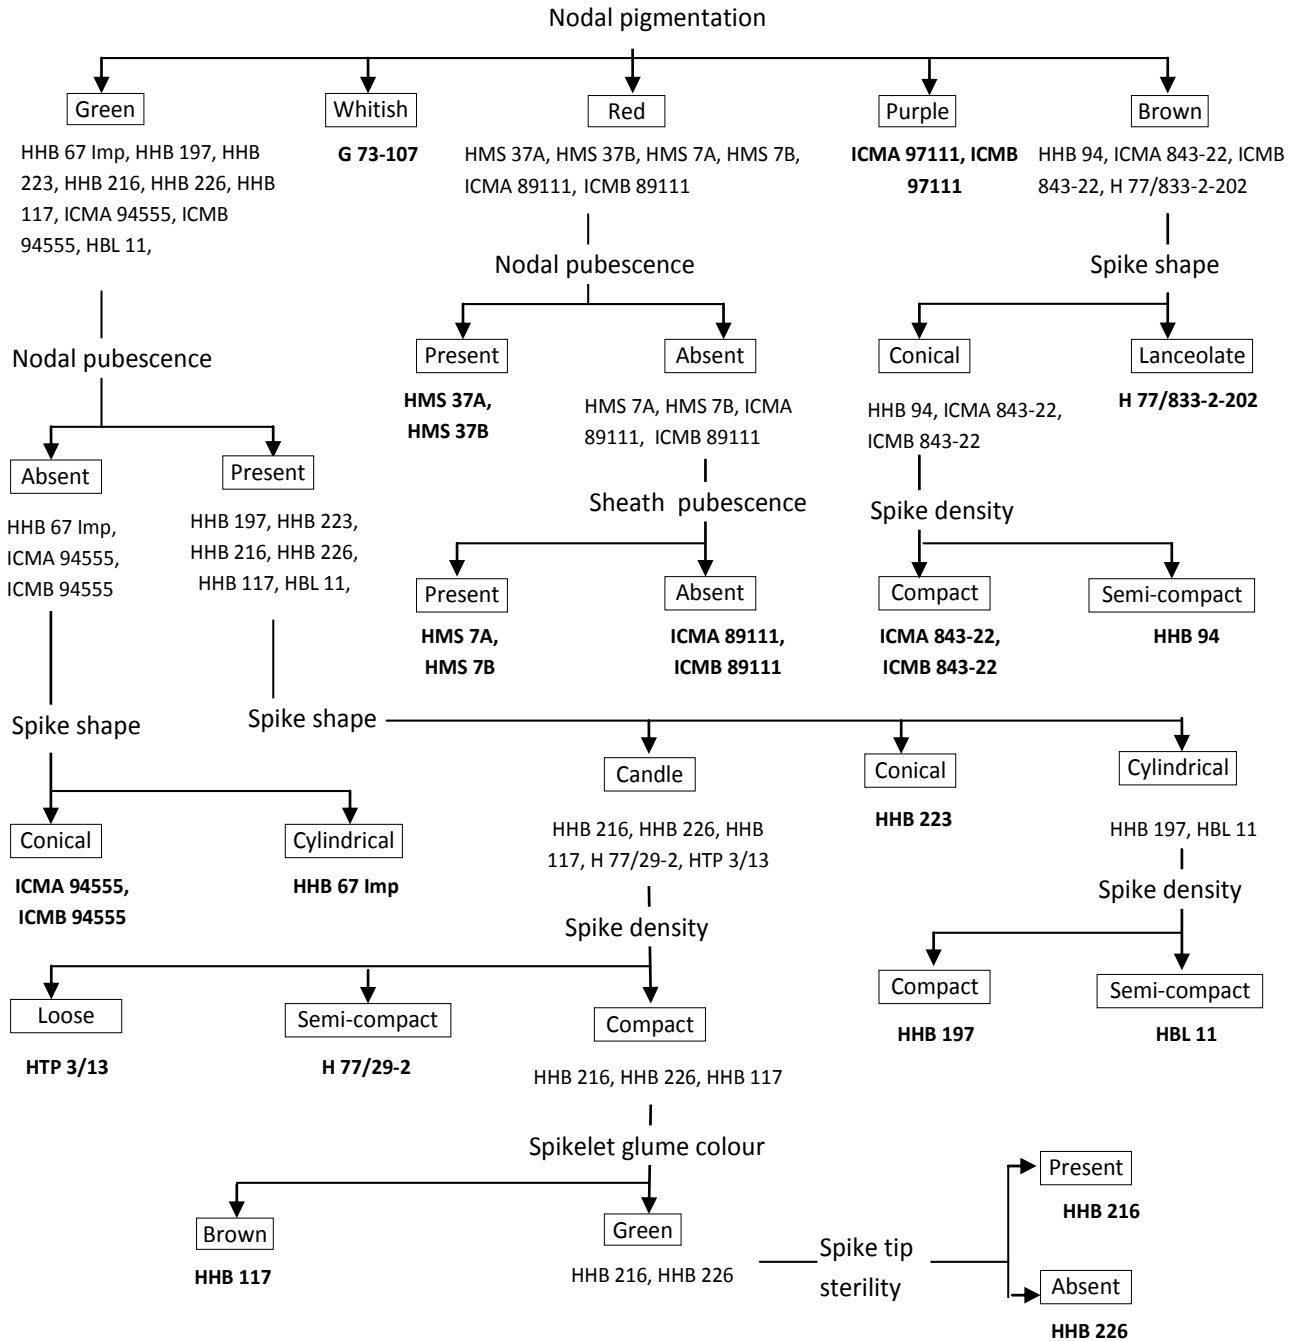 Nodal pigmentation
Green
Whitish
Red
Purple
Brown
HHB 67 Imp, HHB 197, HHB
223, HHB 216, HHB 226, HHB
117, ICMA 94555, ICMB
94555, HBL 11,
G 73-107
HMS 37A, HMS 37B, HMS 7A, HMS 7B,
ICMA 89111, ICMB 89111
ICMA 97111, ICMB
97111
HHB 94, ICMA 843-22, ICMB
843-22, H 77/833-2-202
Nodal pubescence
Spike shape
Nodal pubescence
Present
Absent
Conical
Lanceolate
HMS 37A,
HMS 37B
HMS 7A, HMS 7B, ICMA
89111, ICMB 89111
HHB 94, ICMA 843-22,
ICMB 843-22
H 77/833-2-202
Absent
Present
HHB 67 Imp,
ICMA 94555,
ICMB 94555
HHB 197, HHB 223,
HHB 216, HHB 226,
HHB 117, HBL 11,
Sheath pubescence
Spike density
Present
Absent
Compact
Semi-compact
HMS 7A,
HMS 7B
ICMA 89111,
ICMB 89111
ICMA 843-22,
ICMB 843-22
HHB 94
Spike shape
Spike shape
Candle
Conical
Cylindrical
Conical
Cylindrical
HHB 216, HHB 226, HHB
117, H 77/29-2, HTP 3/13
HHB 223
HHB 197, HBL 11
ICMA 94555,
ICMB 94555
HHB 67 Imp
Spike density
Spike density
Loose
Semi-compact
Compact
Compact
Semi-compact
HTP 3/13
H 77/29-2
HHB 216, HHB 226, HHB 117
HHB 197
HBL 11
Spikelet glume colour
Brown
Green
HHB 117
HHB 216, HHB 226
Spike tip
sterility
Present
HHB 216
Absent
HHB 226